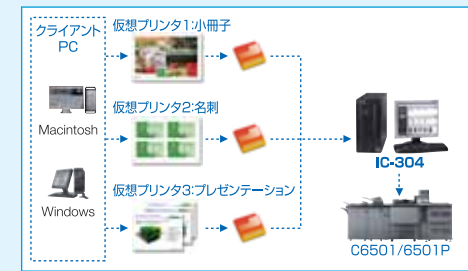 クライアント
PC
Macintosh
Windows
仮想プリンタ1:小冊子
仮想プリンタ2:名刺
仮想プリンタ3:プレゼンテーション
IC-304
C6501/6501P